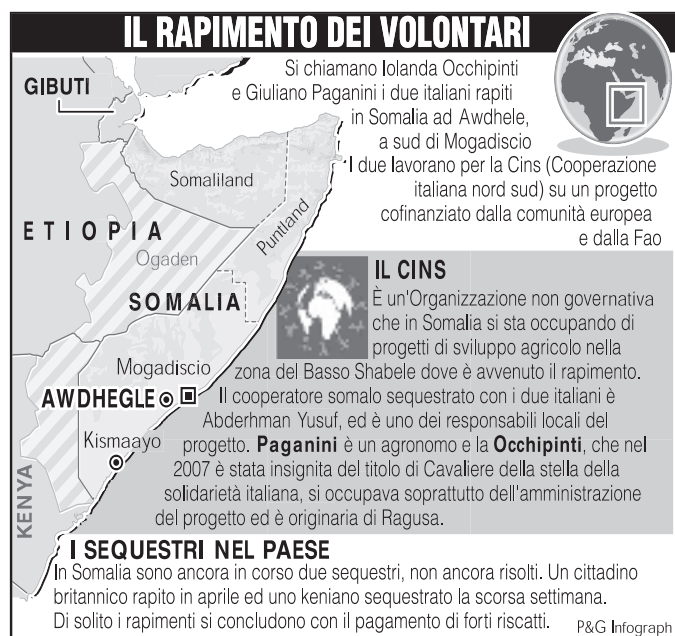 IL RAPIMENTO DEI VOLONTARI
Si chiamano Iolanda Occhipinti
e Giuliano Paganini i due italiani rapiti
in Somalia ad Awdhele,
a sud di Mogadiscio
I due lavorano per la Cins (Cooperazione
italiana nord sud) su un progetto
cofinanziato dalla comunità europea
e dalla Fao
GIBUTI
Somaliland
Puntland
ETIOPIA
Ogaden
SOMALIA
Mogadiscio
AWDHEGLE
Kismaayo
KENYA
IL CINS
È un'Organizzazione non governativa
che in Somalia si sta occupando di
progetti di sviluppo agricolo nella
zona del Basso Shabele dove è avvenuto il rapimento.
Il cooperatore somalo sequestrato con i due italiani è
Abderhman Yusuf, ed è uno dei responsabili locali del
progetto. Paganini è un agronomo e la Occhipinti, che nel
2007 è stata insignita del titolo di Cavaliere della stella della
solidarietà italiana, si occupava soprattutto dell'amministrazione
del progetto ed è originaria di Ragusa.
I SEQUESTRI NEL PAESE
In Somalia sono ancora in corso due sequestri, non ancora risolti. Un cittadino
britannico rapito in aprile ed uno keniano sequestrato la scorsa settimana.
Di solito i rapimenti si concludono con il pagamento di forti riscatti.
P&G Infograph